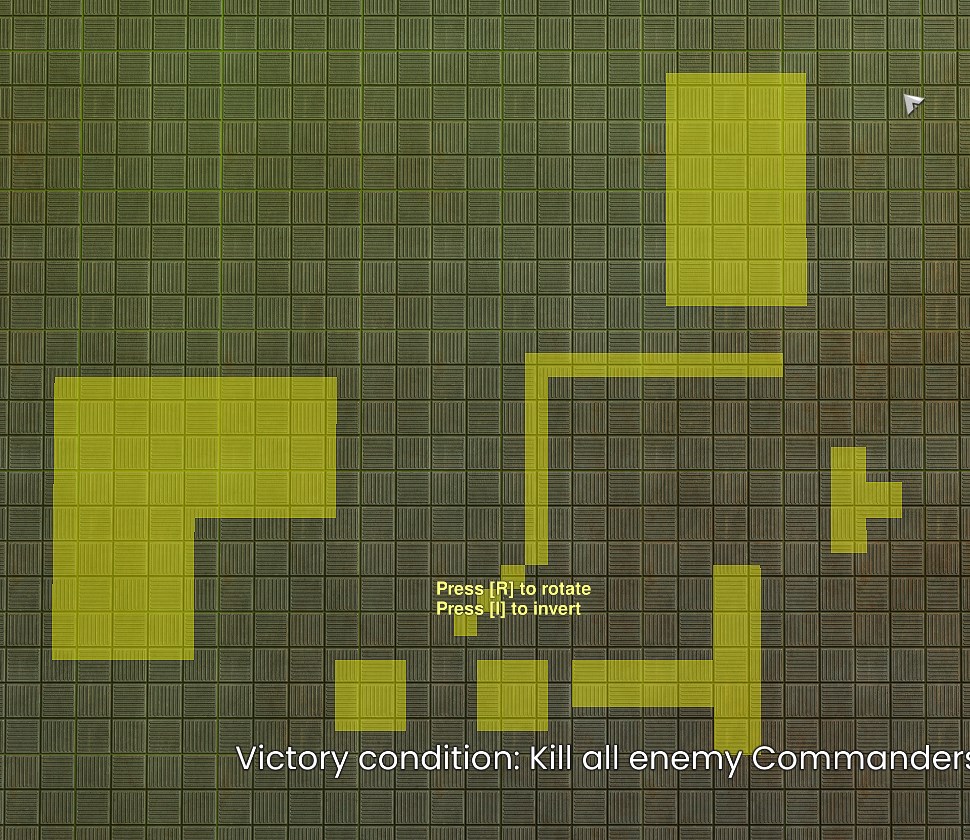 Press [R] to rotate
Press [I] to invert
Victory condition: Kill all enemy Commanders